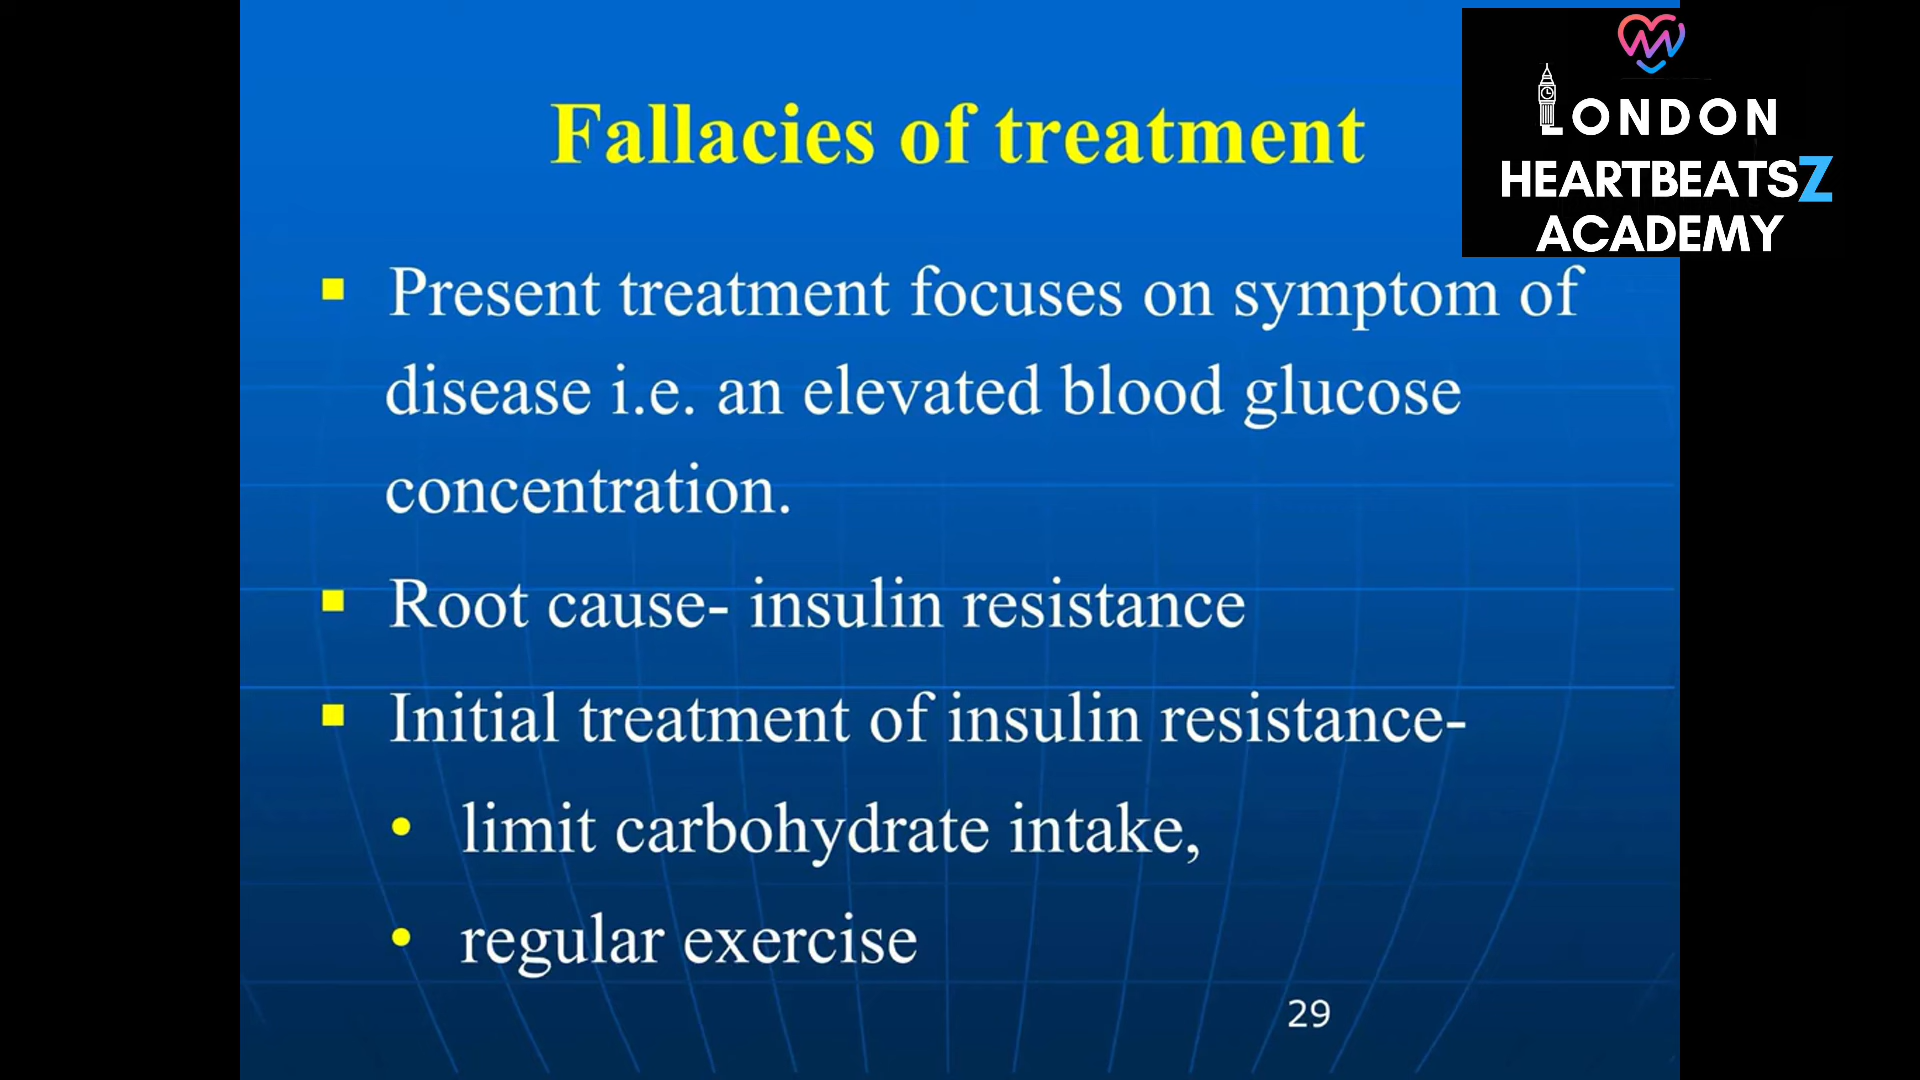 Fallacies of treatment
LONDON
HEARTBEATSZ
ACADEMY
Present treatment focuses on symptom of
disease i.e. an elevated blood glucose
concentration.
Root cause- insulin resistance
Initial treatment of insulin resistance-
limit carbohydrate intake,
regular exercise
29